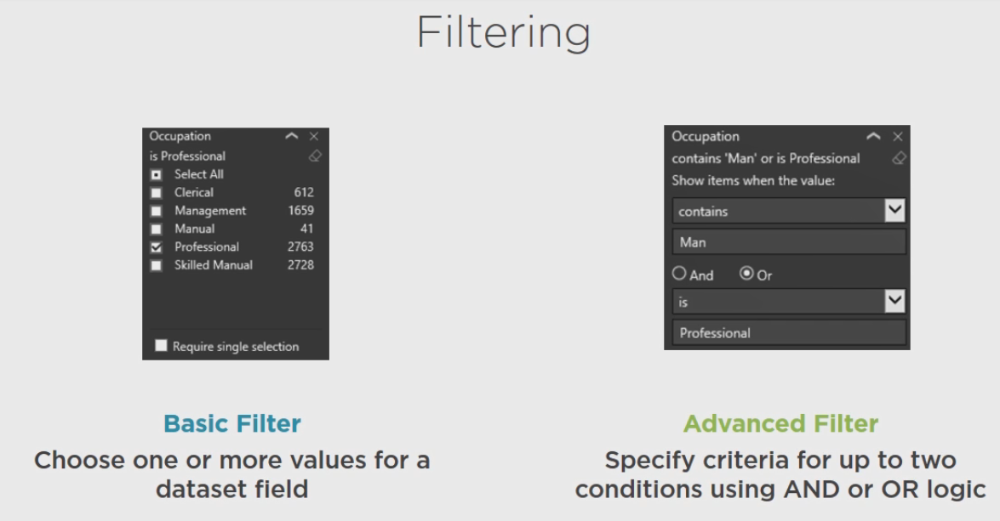 Filtering
Occupation
is Professional
Select All
Clerical 612
Management 1659
Manual 41
Professional 2763
Skilled Manual 2728
Require single selection
Basic Filter
Choose one or more values for a
dataset field
Occupation
contains 'Man' or is Professional
Show items when the value:
contains
Man
And Or
is
Professional
Advanced Filter
Specify criteria for up to two
conditions using AND or OR logic